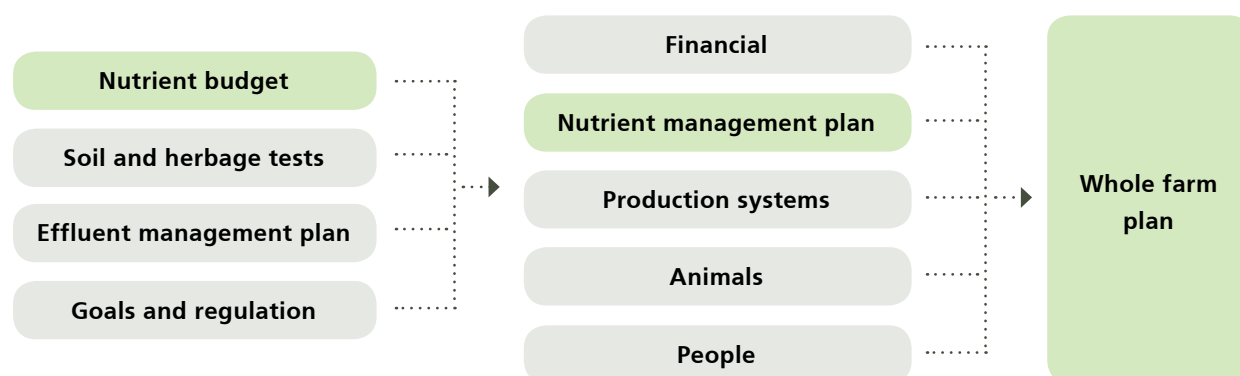 Nutrient budget
Soil and herbage tests
Effluent management plan
Goals and regulation
Financial
Nutrient management plan
Production systems
Animals
People
Whole farm
plan